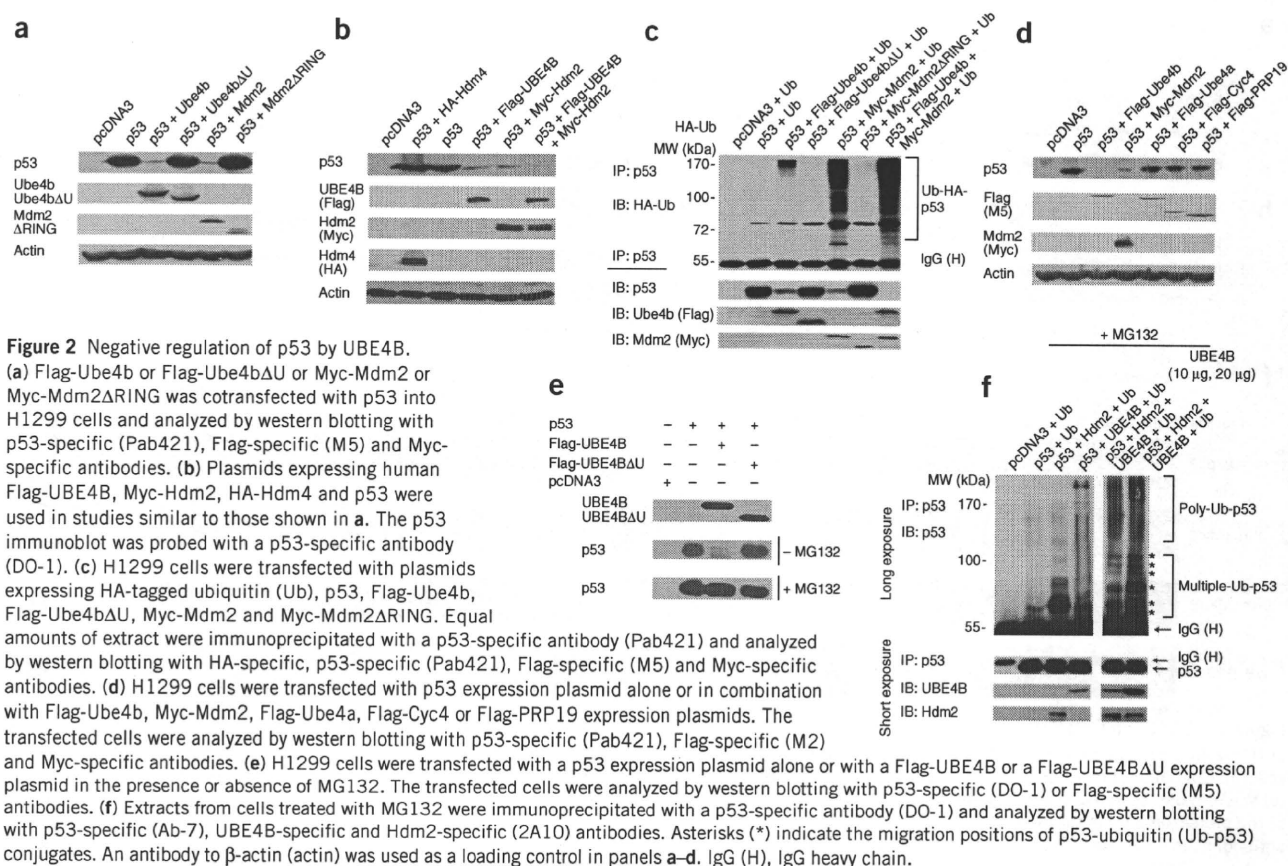 a
pcDNA3
p53
p53 + Ube4b
p53 + Ube4bΔU
p53 + Mdm2
p53 + Mdm2ΔRING
p53
Ube4b
Ube4bΔU
Mdm2
ΔRING
Actin
b
pcDNA3
p53 + HA-Hdm4
p53
p53 + Flag-UBE4B
p53 + Myc-Hdm2
p53 + Flag-UBE4B
+ Myc-Hdm2
p53
UBE4B
(Flag)
Hdm2
(Myc)
Hdm4
(HA)
Actin
c
pcDNA3 + Ub
p53 + Ub
p53 + Flag-Ube4b + Ub
p53 + Flag-Ube4bΔU + Ub
p53 + Myc-Mdm2 + Ub
p53 + Myc-Mdm2ΔRING + Ub
p53 + Flag-Ube4b +
Myc-Mdm2 + Ub
HA-Ub
MW (kDa)
170-
100-
72-
55-
IP: p53
IB: HA-Ub
IP: p53
Ub-HA-
p53
IgG (H)
IB: p53
IB: Ube4b (Flag)
IB: Mdm2 (Myc)
d
pcDNA3
p53
p53 + Flag-Ube4b
p53 + Myc-Mdm2
p53 + Flag-Ube4a
p53 + Flag-Cyc4
p53 + Flag-PRP19
p53
Flag
(M5)
Mdm2
(Myc)
Actin
e
p53 – + + +
Flag-UBE4B – – + –
Flag-UBE4BΔU – – – +
pcDNA3 + – – –
UBE4B
UBE4BΔU
p53 – MG132
p53 + MG132
f
+ MG132
UBE4B
(10 μg, 20 μg)
pcDNA3 + Ub
p53 + Ub
p53 + Hdm2 + Ub
p53 + UBE4B + Ub
p53 + Hdm2 +
UBE4B + Ub
p53 + Hdm2 +
UBE4B + Ub
MW (kDa)
170-
100-
55-
Long exposure
IP: p53
IB: p53
Poly-Ub-p53
Multiple-Ub-p53
*
*
*
*
*
*
← IgG (H)
Short exposure
IP: p53
← IgG (H)
← p53
IB: UBE4B
IB: Hdm2
Figure 2 Negative regulation of p53 by UBE4B.
(a) Flag-Ube4b or Flag-Ube4bΔU or Myc-Mdm2 or
Myc-Mdm2ΔRING was cotransfected with p53 into
H1299 cells and analyzed by western blotting with
p53-specific (Pab421), Flag-specific (M5) and Myc-
specific antibodies. (b) Plasmids expressing human
Flag-UBE4B, Myc-Hdm2, HA-Hdm4 and p53 were
used in studies similar to those shown in a. The p53
immunoblot was probed with a p53-specific antibody
(DO-1). (c) H1299 cells were transfected with plasmids
expressing HA-tagged ubiquitin (Ub), p53, Flag-Ube4b,
Flag-Ube4bΔU, Myc-Mdm2 and Myc-Mdm2ΔRING. Equal
amounts of extract were immunoprecipitated with a p53-specific antibody (Pab421) and analyzed
by western blotting with HA-specific, p53-specific (Pab421), Flag-specific (M5) and Myc-specific
antibodies. (d) H1299 cells were transfected with p53 expression plasmid alone or in combination
with Flag-Ube4b, Myc-Mdm2, Flag-Ube4a, Flag-Cyc4 or Flag-PRP19 expression plasmids. The
transfected cells were analyzed by western blotting with p53-specific (Pab421), Flag-specific (M2)
and Myc-specific antibodies. (e) H1299 cells were transfected with a p53 expression plasmid alone or with a Flag-UBE4B or a Flag-UBE4BΔU expression
plasmid in the presence or absence of MG132. The transfected cells were analyzed by western blotting with p53-specific (DO-1) or Flag-specific (M5)
antibodies. (f) Extracts from cells treated with MG132 were immunoprecipitated with a p53-specific antibody (DO-1) and analyzed by western blotting
with p53-specific (Ab-7), UBE4B-specific and Hdm2-specific (2A10) antibodies. Asterisks (*) indicate the migration positions of p53-ubiquitin (Ub-p53)
conjugates. An antibody to β-actin (actin) was used as a loading control in panels a–d. IgG (H), IgG heavy chain.